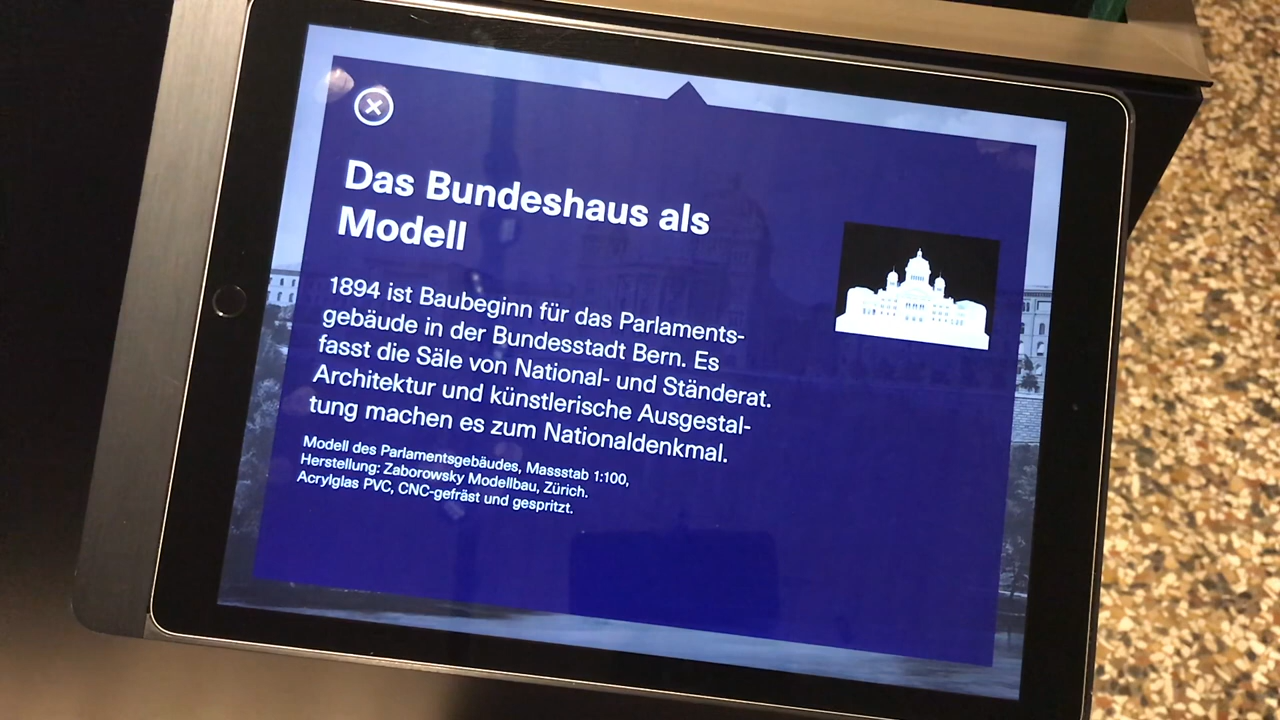 Das Bundeshaus als
Modell
1894 ist Baubeginn für das Parlaments-
gebäude in der Bundesstadt Bern. Es
fasst die Säle von National- und Ständerat.
Architektur und künstlerische Ausgestal-
tung machen es zum Nationaldenkmal.
Modell des Parlamentsgebäudes, Massstab 1:100,
Herstellung: Zaborowsky Modellbau, Zürich.
Acrylglas PVC, CNC-gefräst und gespritzt.